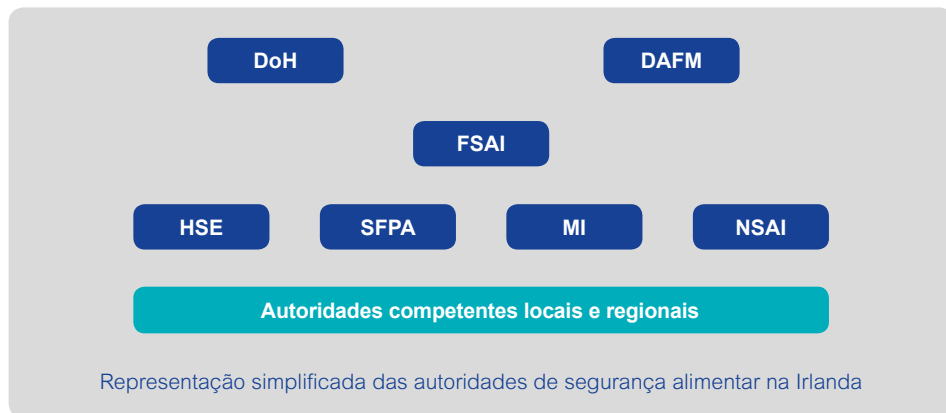 DoH
DAFM
FSAI
HSE
SFPA
MI
NSAI
Autoridades competentes locais e regionais
Representação simplificada das autoridades de segurança alimentar na Irlanda